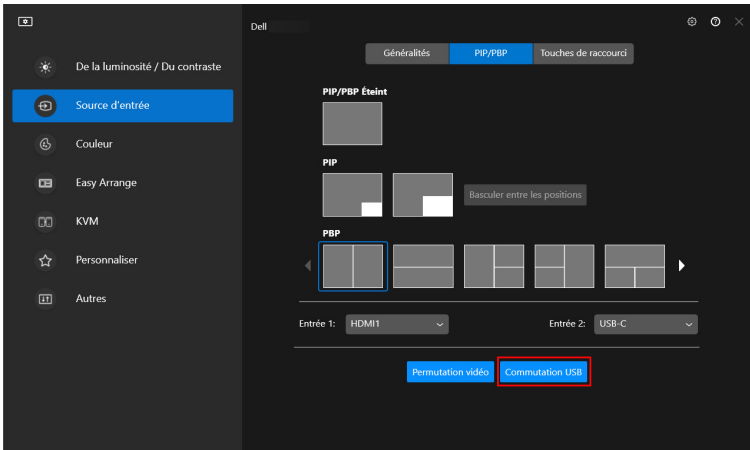 Dell
Généralités PIP/PBP Touches de raccourci
De la luminosité / Du contraste
Source d'entrée
Couleur
Easy Arrange
KVM
Personnaliser
Autres
PIP/PBP Éteint
PIP
Basculer entre les positions
PBP
Entrée 1: HDMI1 Entrée 2: USB-C
Permutation vidéo Commutation USB